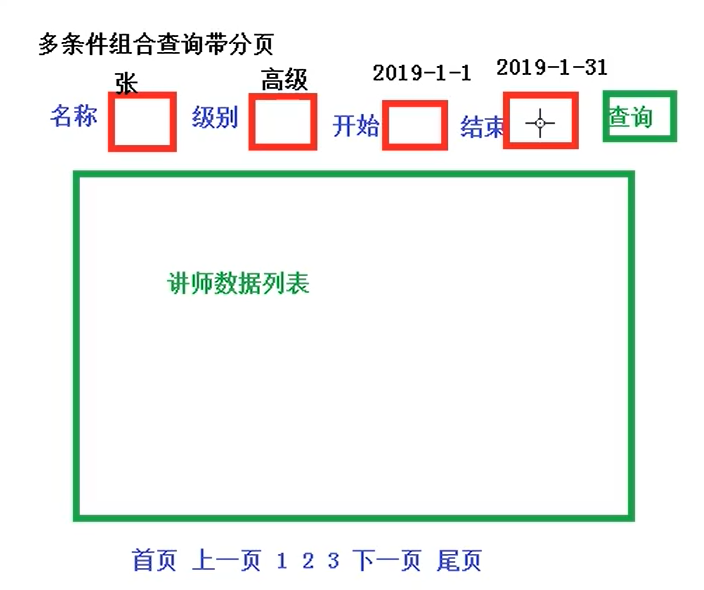 多条件组合查询带分页
张 高级 2019-1-1 2019-1-31
名称 级别 开始 结束 查询
讲师数据列表
首页 上一页 1 2 3 下一页 尾页